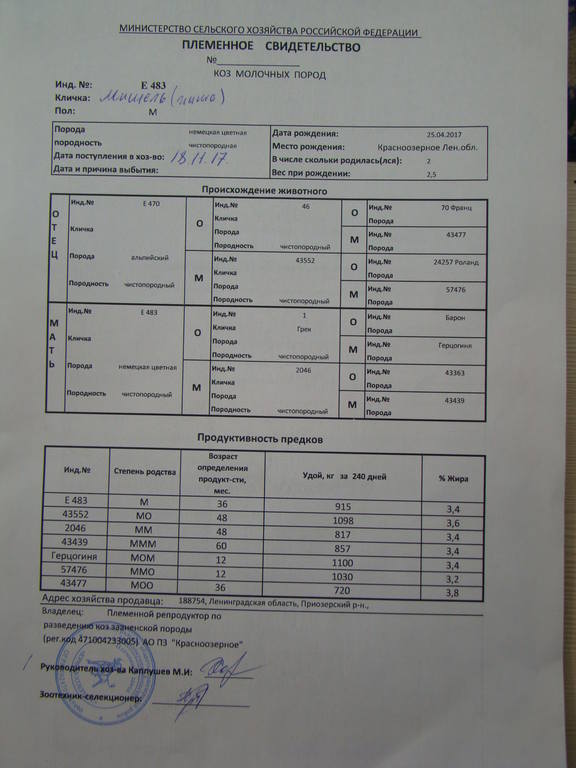 МИНИСТЕРСТВО СЕЛЬСКОГО ХОЗЯЙСТВА РОССИЙСКОЙ ФЕДЕРАЦИИ
ПЛЕМЕННОЕ СВИДЕТЕЛЬСТВО
№
КОЗ МОЛОЧНЫХ ПОРОД
Инд. №: Е 483
Кличка: Мишель
Пол: М
Порода немецкая цветная Дата рождения: 25.04.2017
породность чистопородная Место рождения: Красноозерное Лен.обл.
Дата поступления в хоз-во: 18.11.17. В числе скольки родилась(лся): 2
Дата и причина выбытия: Вес при рождении: 2,5
Происхождение животного
ОТЕЦ
Инд.№ Е 470
Кличка
Порода альпийский
Породность чистопородный
О
Инд.№ 46
Кличка
Порода
Породность чистопородный
О Инд.№ 70 Франц
Порода
М Инд.№ 43477
Порода
М
Инд.№ 43552
Кличка
Порода
Породность чистопородный
О Инд.№ 24257 Роланд
Порода
М Инд.№ 57476
Порода
МАТЬ
Инд.№ Е 483
Кличка
Порода немецкая цветная
Породность чистопородный
О
Инд.№ 1
Кличка Грек
Порода
Породность чистопородный
О Инд.№ Барон
Порода
М Инд.№ Герцогиня
Порода
М
Инд.№ 2046
Кличка
Порода
Породность чистопородный
О Инд.№ 43363
Порода
М Инд.№ 43439
Порода
Продуктивность предков
Инд.№ Степень родства Возраст определения продукт-сти, мес. Удой, кг за 240 дней % Жира
Е 483 М 36 915 3,4
43552 МО 48 1098 3,6
2046 ММ 48 817 3,4
43439 МММ 60 857 3,4
Герцогиня МОМ 12 1100 3,4
57476 ММО 12 1030 3,2
43477 МОО 36 720 3,8
Адрес хозяйства продавца: 188754, Ленинградская область, Приозерский р-н.,
Владелец: Племенной репродуктор по
разведению коз зааненской породы
(рег.код 471004233005) АО ПЗ "Красноозерное"
Руководитель хоз-ва Каплушев М.И:
Зоотехник-селекционер: